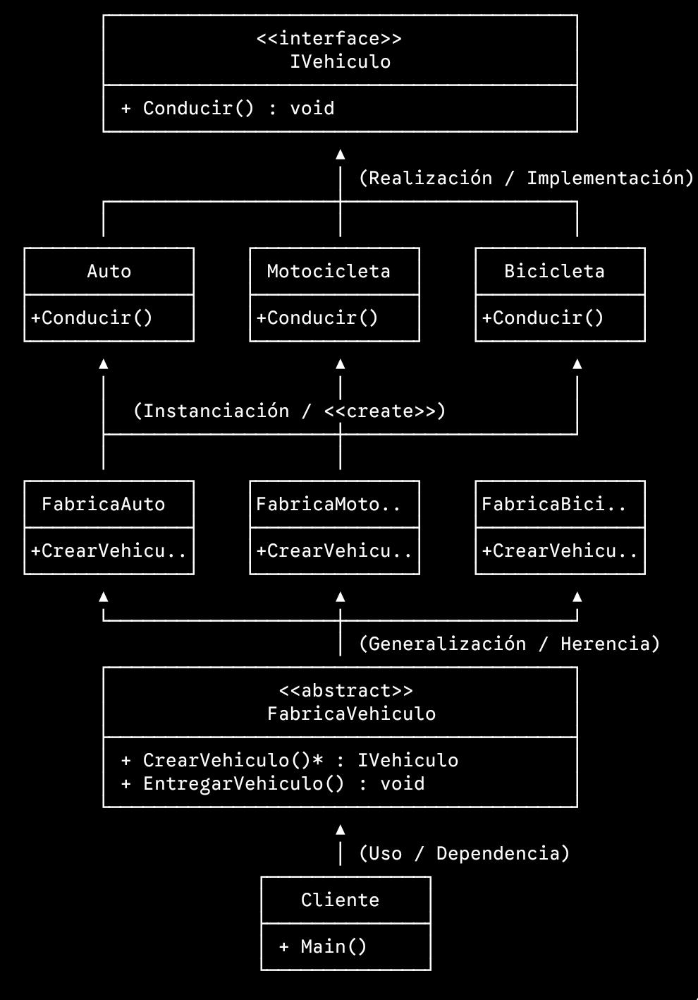 <<interface>>
IVehiculo
+ Conducir() : void
(Realización / Implementación)
Auto
+Conducir()
Motocicleta
+Conducir()
Bicicleta
+Conducir()
(Instanciación / <<create>>)
FabricaAuto
+CrearVehicu..
FabricaMoto..
+CrearVehicu..
FabricaBici..
+CrearVehicu..
(Generalización / Herencia)
<<abstract>>
FabricaVehiculo
+ CrearVehiculo()* : IVehiculo
+ EntregarVehiculo() : void
(Uso / Dependencia)
Cliente
+ Main()